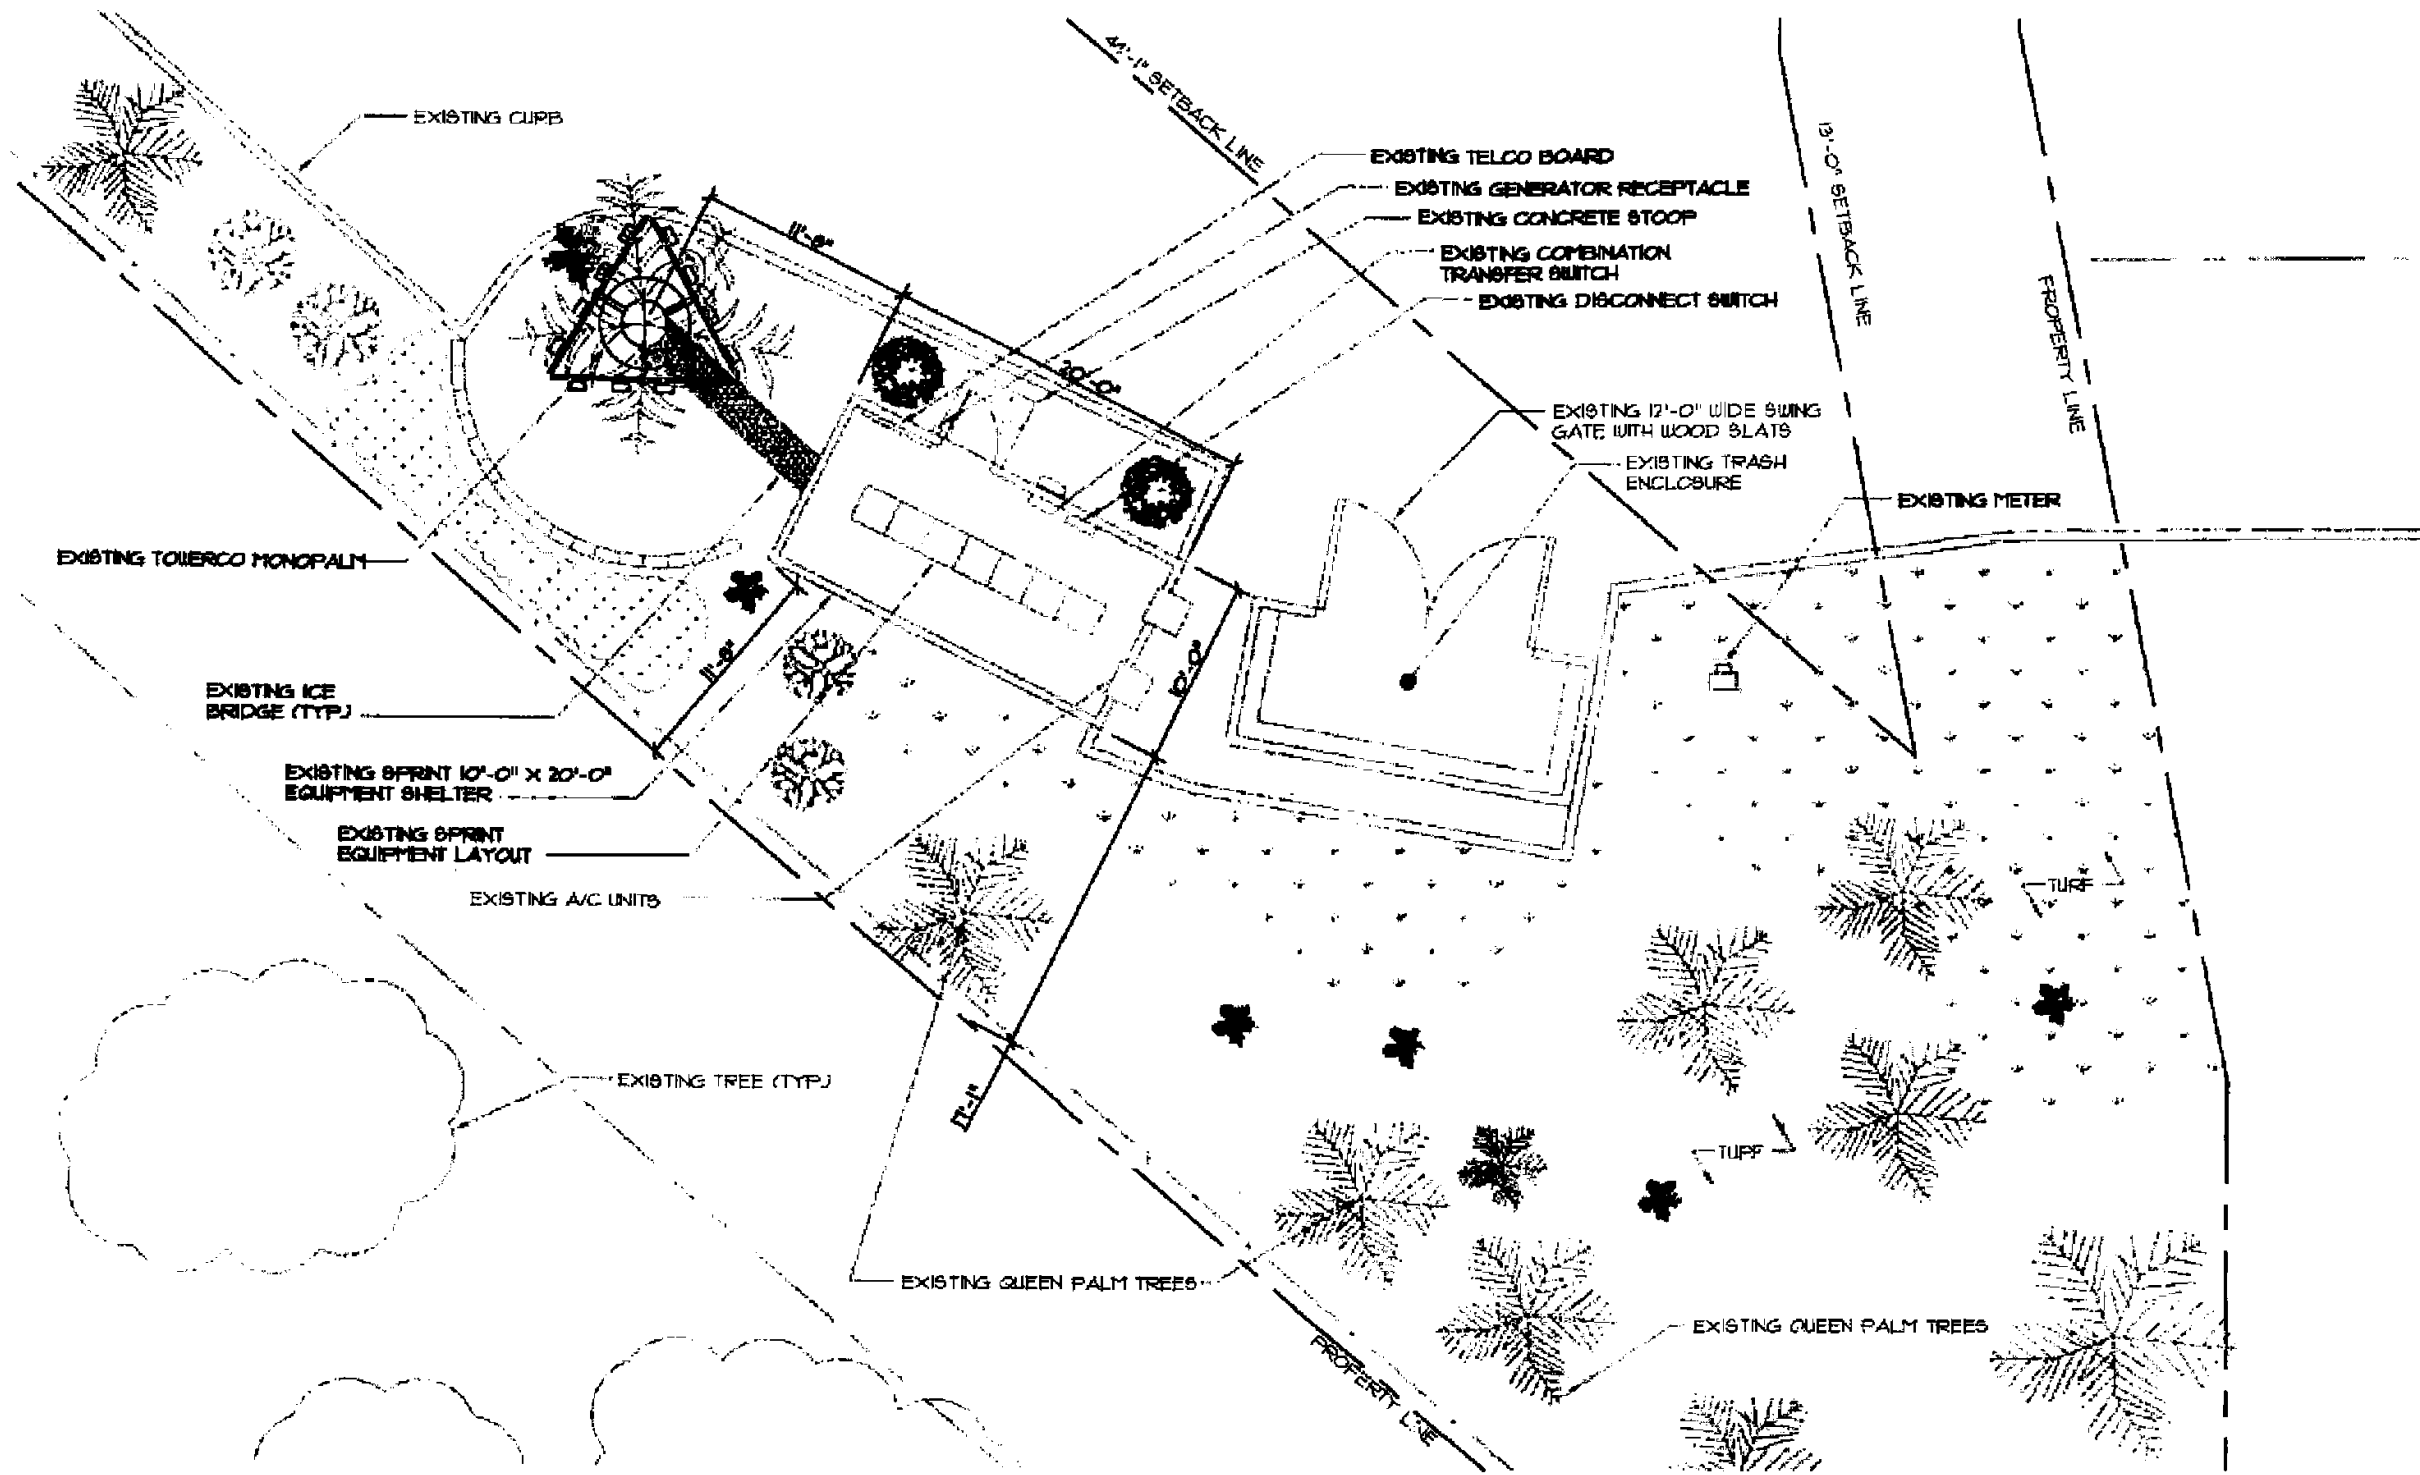 44'-1" SETBACK LINE
EXISTING CURB
13'-0" SETBACK LINE
EXISTING TELCO BOARD
EXISTING GENERATOR RECEPTACLE
EXISTING CONCRETE STOOP
EXISTING COMBINATION
TRANSFER SWITCH
EXISTING DISCONNECT SWITCH
11'-8"
PROPERTY LINE
20'-0"
EXISTING 12'-0" WIDE SWING
GATE WITH WOOD SLATS
EXISTING TRASH
ENCLOSURE
EXISTING METER
EXISTING TOWERCO MONOPALM
11'-8"
10'-0"
EXISTING ICE
BRIDGE (TYP.)
EXISTING SPRINT 10'-0" X 20'-0"
EQUIPMENT SHELTER
EXISTING SPRINT
EQUIPMENT LAYOUT
EXISTING A/C UNITS
TURF
EXISTING TREE (TYP.)
17'-1"
TURF
EXISTING QUEEN PALM TREES
EXISTING QUEEN PALM TREES
PROPERTY LINE